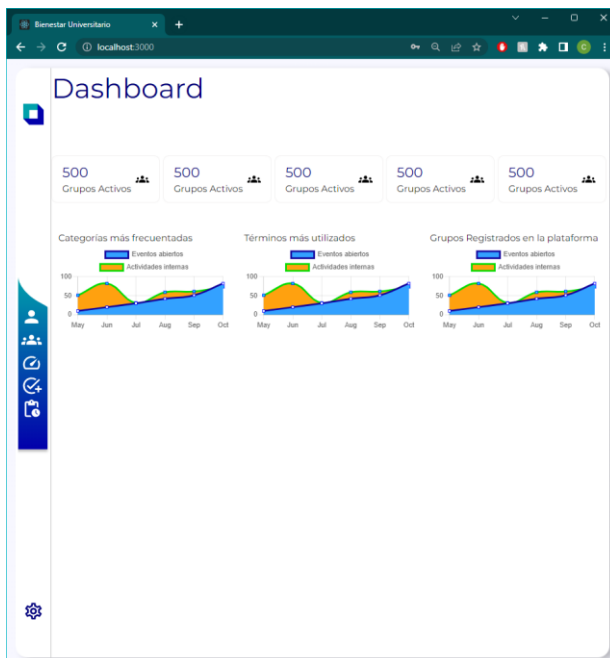 Bienestar Universitario
localhost:3000
C
Dashboard
500
Grupos Activos
500
Grupos Activos
500
Grupos Activos
500
Grupos Activos
500
Grupos Activos
Categorías más frecuentadas
Eventos abiertos
Actividades internas
100
50
0
May Jun Jul Aug Sep Oct
Términos más utilizados
Eventos abiertos
Actividades internas
100
50
0
May Jun Jul Aug Sep Oct
Grupos Registrados en la plataforma
Eventos abiertos
Actividades internas
100
50
0
May Jun Jul Aug Sep Oct